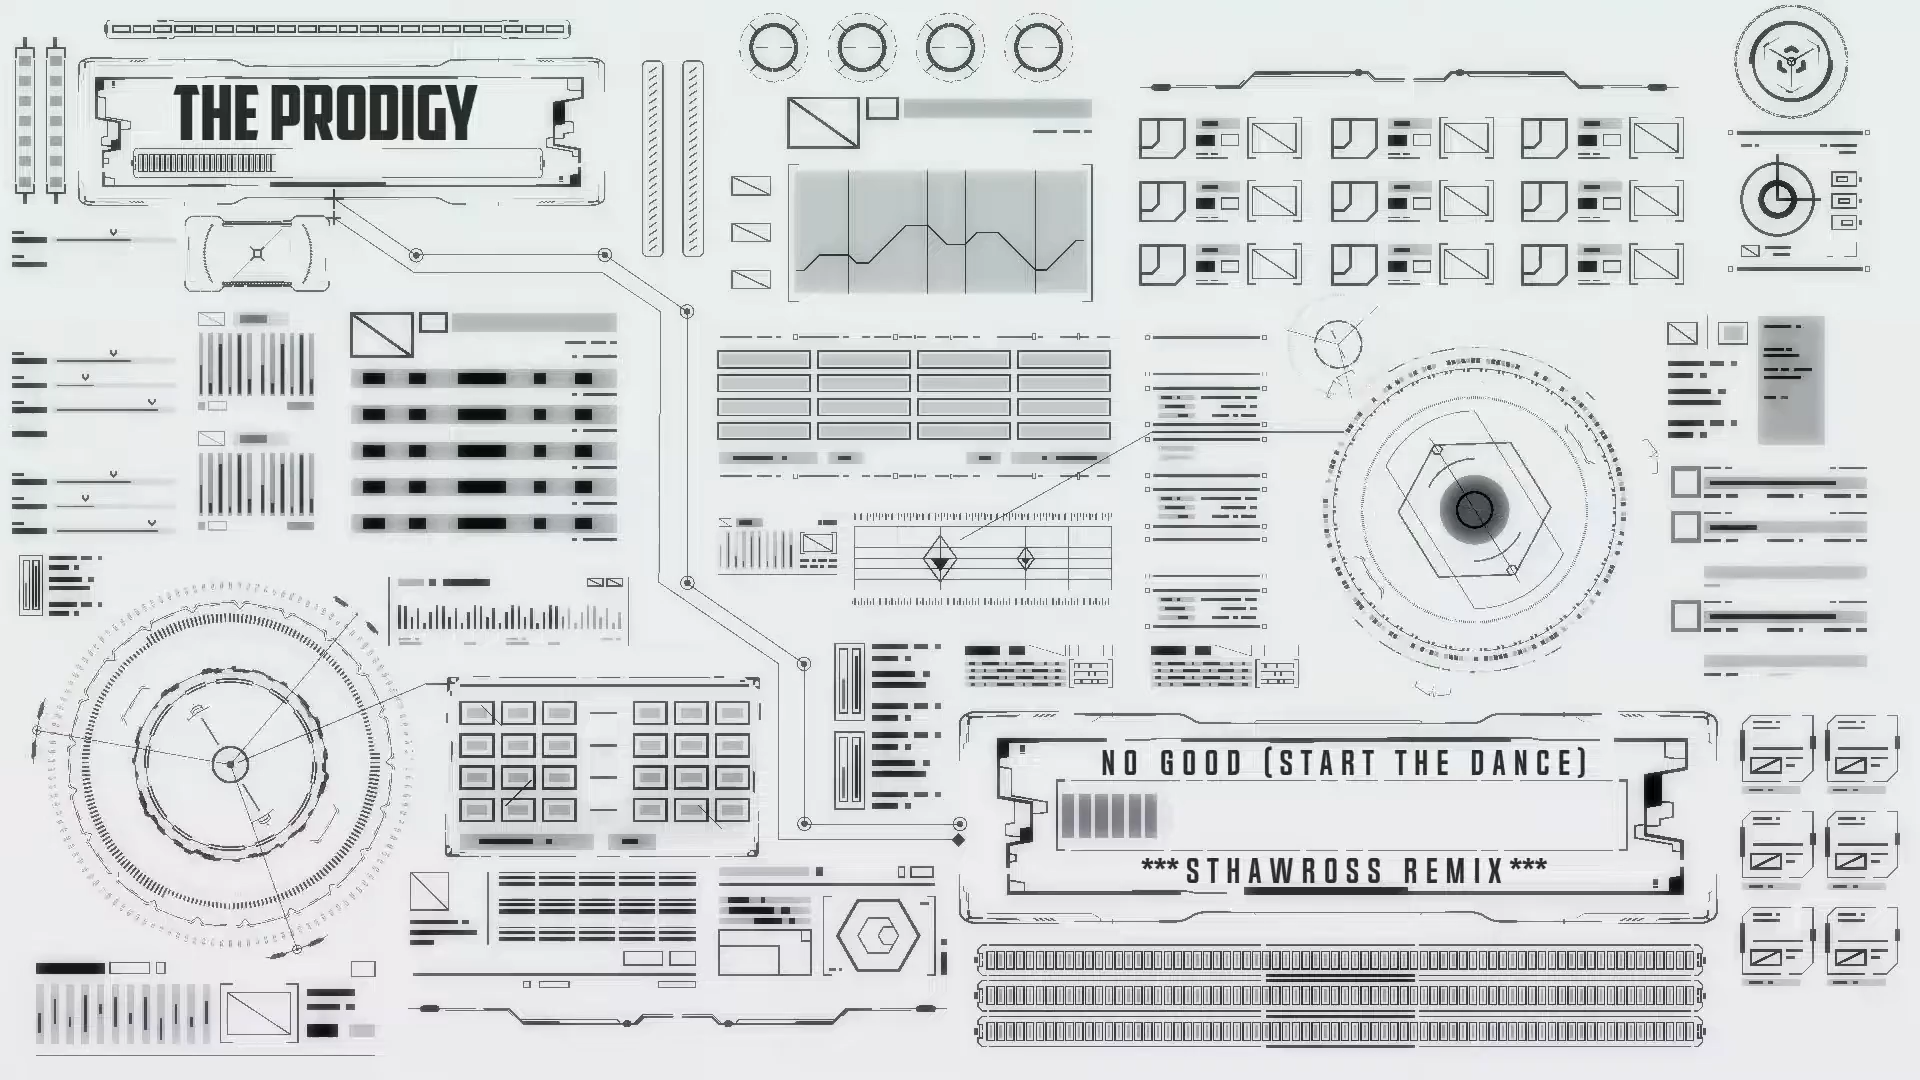 THE PRODIGY
NO GOOD (START THE DANCE)
***STHAWROSS REMIX***